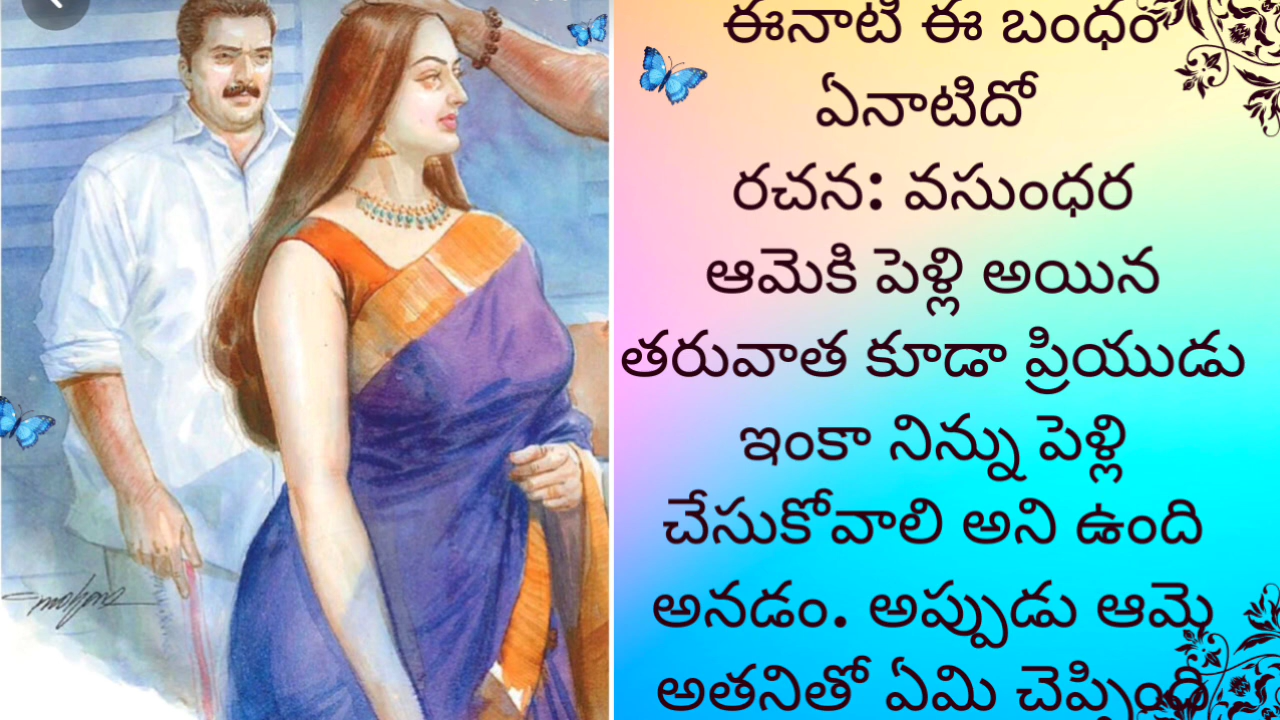 ఈనాటి ఈ బంధం
ఏనాటిదో
రచన: వసుంధర
ఆమెకి పెళ్లి అయిన
తరువాత కూడా ప్రియుడు
ఇంకా నిన్ను పెళ్లి
చేసుకోవాలి అని ఉంది
అనడం. అప్పుడు ఆమె
అతనితో ఏమి చెప్పింది